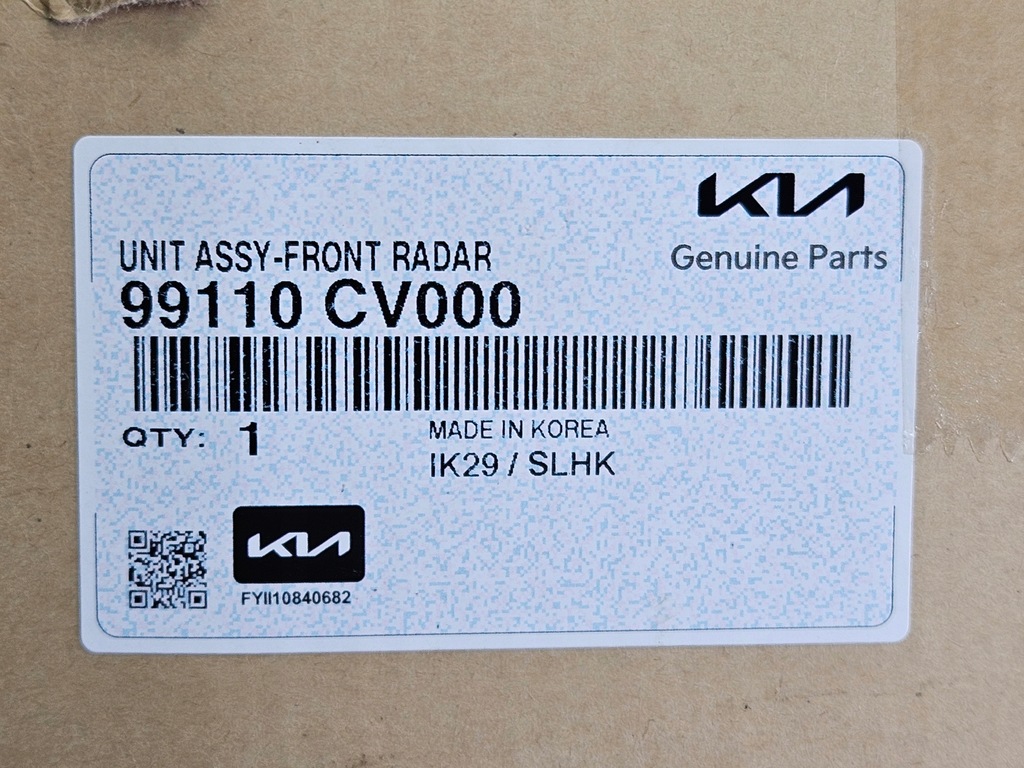 KIA
Genuine Parts
UNIT ASSY-FRONT RADAR
99110 CV000
QTY: 1
MADE IN KOREA
IK29 / SLHK
KIA
FYII10840682